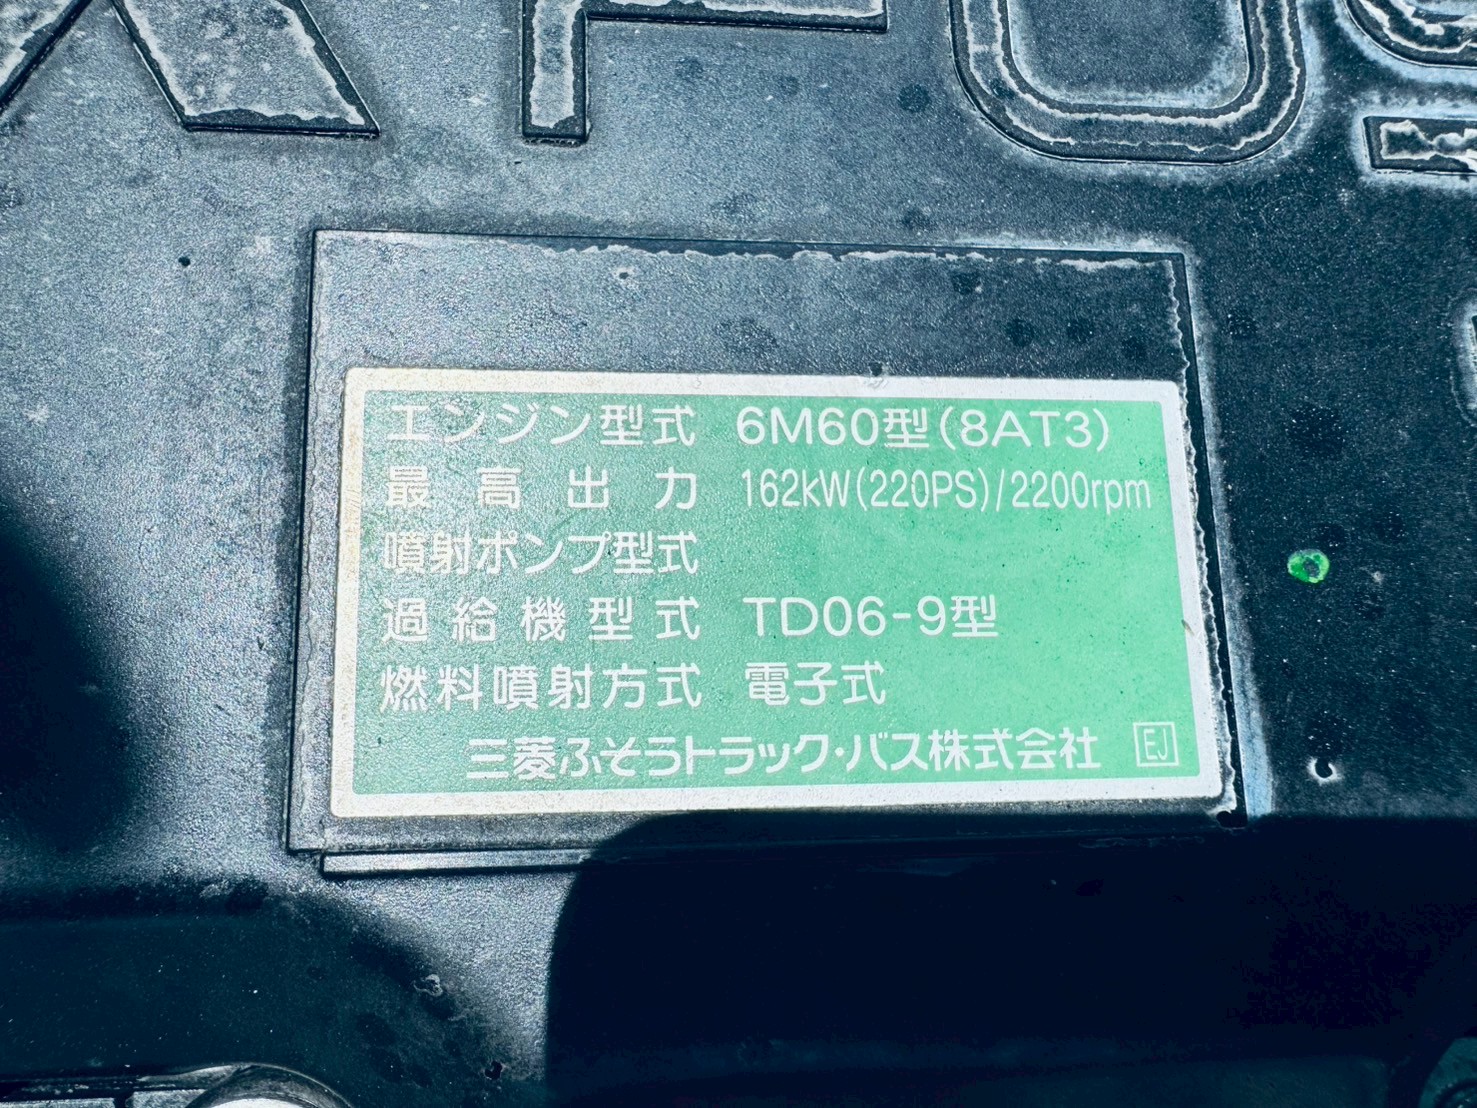 エンジン型式 6M60型(8AT3)
最高出力 162kW(220PS)/2200rpm
噴射ポンプ型式
過給機型式 TD06-9型
燃料噴射方式 電子式
三菱ふそうトラック・バス株式会社 EJ